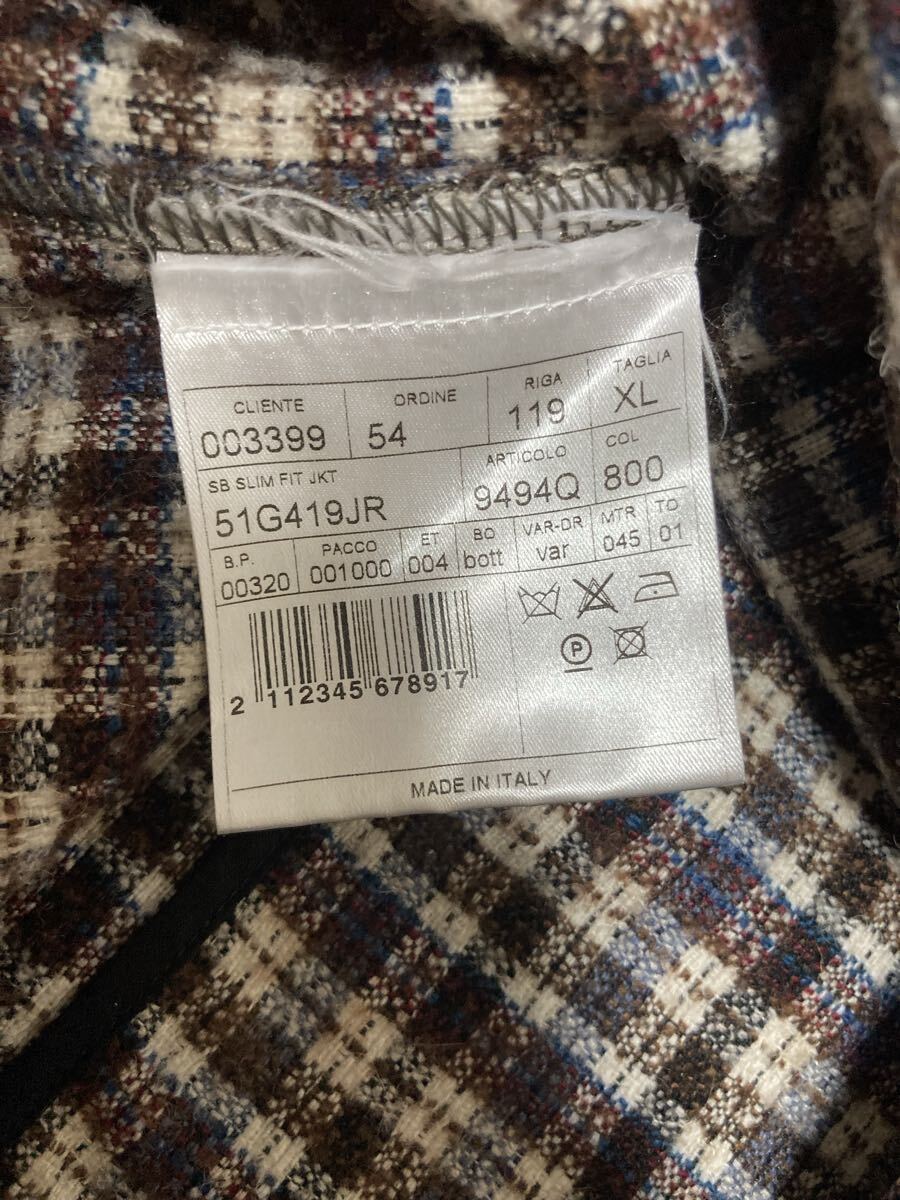 CLIENTE ORDINE RIGA TAGLIA
003399 54 119 XL
SB SLIM FIT JKT ARTICOLO COL
51G419JR 9494Q 800
B.P. PACCO ET BO VAR-DR MTR TO
00320 001000 004 bott var 045 01
P
2 112345 678917
MADE IN ITALY